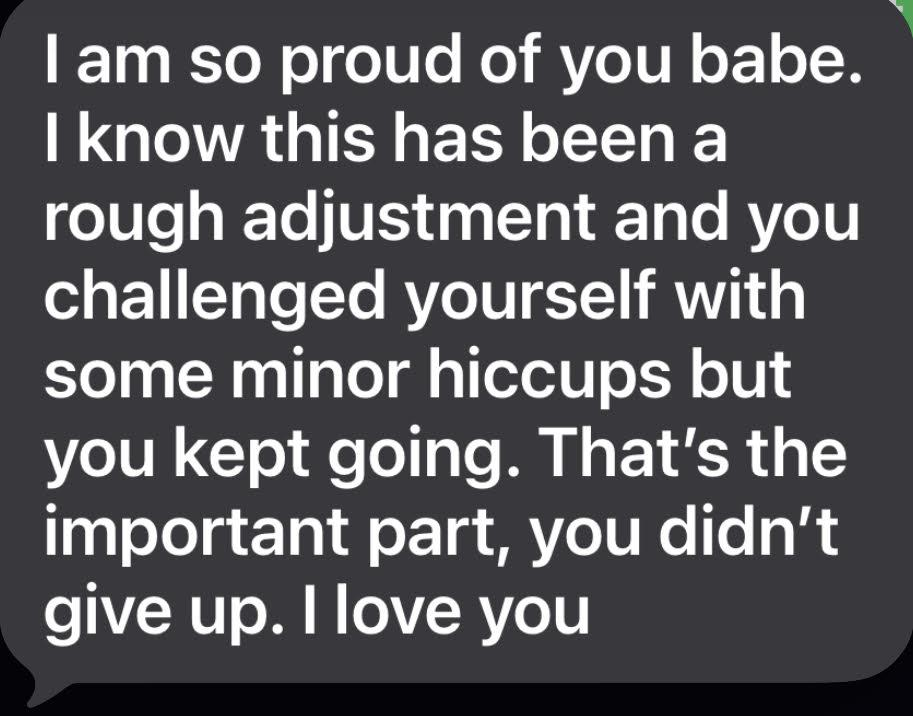 I am so proud of you babe.
I know this has been a
rough adjustment and you
challenged yourself with
some minor hiccups but
you kept going. That’s the
important part, you didn’t
give up. I love you